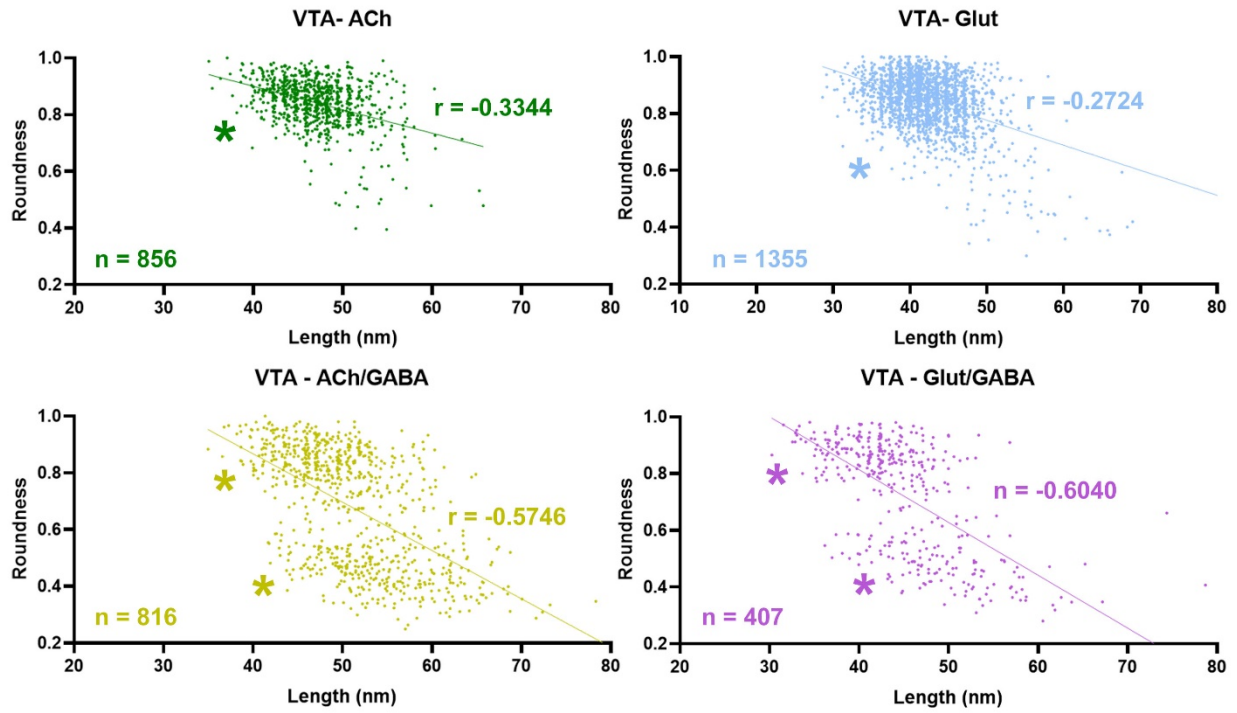 VTA- ACh
1.0
0.8
0.6
0.4
0.2
Roundness
r = -0.3344
*
n = 856
20 30 40 50 60 70 80
Length (nm)
VTA- Glut
1.0
0.8
0.6
0.4
0.2
Roundness
r = -0.2724
*
n = 1355
10 20 30 40 50 60 70 80
Length (nm)
VTA - ACh/GABA
1.0
0.8
0.6
0.4
0.2
Roundness
*
r = -0.5746
*
n = 816
20 30 40 50 60 70 80
Length (nm)
VTA - Glut/GABA
1.0
0.8
0.6
0.4
0.2
Roundness
*
n = -0.6040
*
n = 407
20 30 40 50 60 70 80
Length (nm)